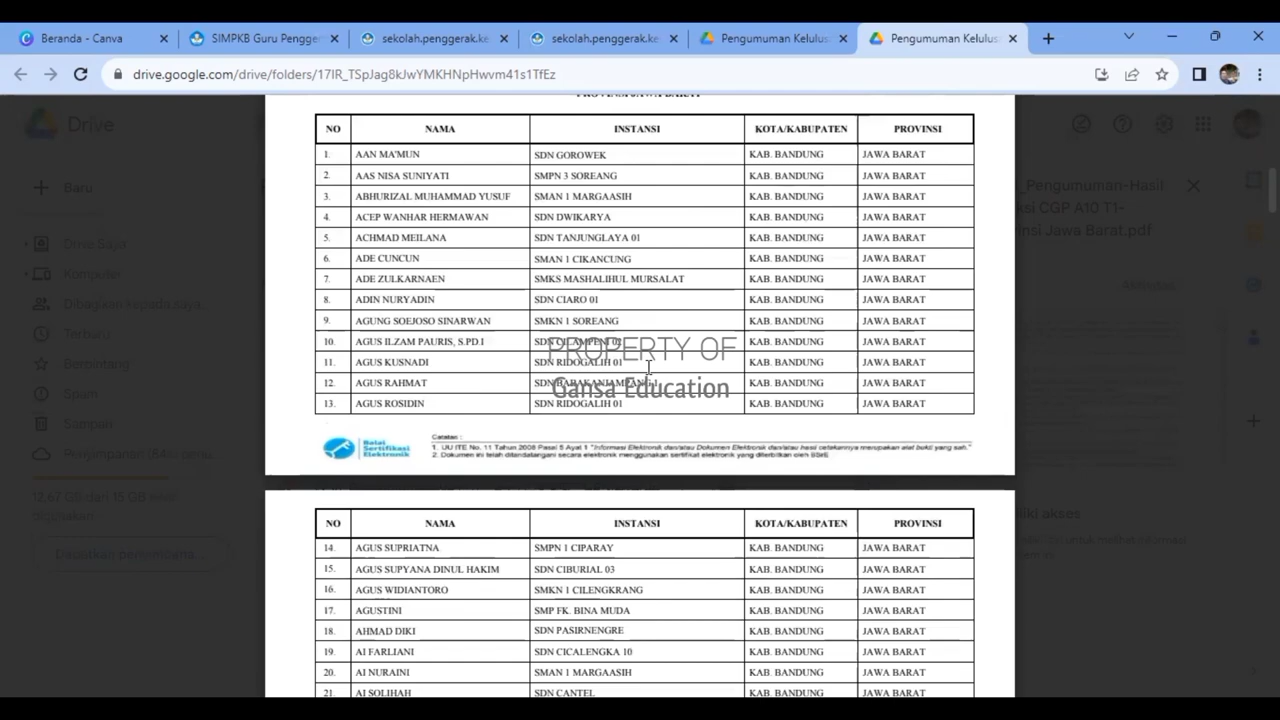 Beranda - Canva
SIMPKB Guru Pengge
sekolah.penggerak.ke
sekolah.penggerak.ke
Pengumuman Kelulus
Pengumuman Kelulus
drive.google.com/drive/folders/17IR_TSpJag8kJwYMKHNpHwvm41s1TfEz
Drive
Baru
Drive Saya
Komputer
Dibagikan kepada saya
Terbaru
Berbintang
Spam
Sampah
12,67 GB dari 15 GB
_Pengumuman-Hasil
ksi CGP A10 T1-
nsi Jawa Barat.pdf
Aktivitas
PROVINSI JAWA BARAT
NO NAMA INSTANSI KOTA/KABUPATEN PROVINSI
1. AAN MA'MUN SDN GOROWEK KAB. BANDUNG JAWA BARAT
2. AAS NISA SUNIYATI SMPN 3 SOREANG KAB. BANDUNG JAWA BARAT
3. ABHURIZAL MUHAMMAD YUSUF SMAN 1 MARGAASIH KAB. BANDUNG JAWA BARAT
4. ACEP WANHAR HERMAWAN SDN DWIKARYA KAB. BANDUNG JAWA BARAT
5. ACHMAD MEILANA SDN TANJUNGLAYA 01 KAB. BANDUNG JAWA BARAT
6. ADE CUNCUN SMAN 1 CIKANCUNG KAB. BANDUNG JAWA BARAT
7. ADE ZULKARNAEN SMKS MASHALIHUL MURSALAT KAB. BANDUNG JAWA BARAT
8. ADIN NURYADIN SDN CIARO 01 KAB. BANDUNG JAWA BARAT
9. AGUNG SOEJOSO SINARWAN SMKN 1 SOREANG KAB. BANDUNG JAWA BARAT
10. AGUS ILZAM PAURIS, S.PD.I SDN CILAMPENI 02 KAB. BANDUNG JAWA BARAT
11. AGUS KUSNADI SDN RIDOGALIH 01 KAB. BANDUNG JAWA BARAT
12. AGUS RAHMAT SDN BABAKANJAMPANG KAB. BANDUNG JAWA BARAT
13. AGUS ROSIDIN SDN RIDOGALIH 01 KAB. BANDUNG JAWA BARAT
PROPERTY OF
Gansa Education
Balai
Sertifikasi
Elektronik
Catatan :
1. UU ITE No. 11 Tahun 2008 Pasal 5 Ayat 1 "Informasi Elektronik dan/atau Dokumen Elektronik dan/atau hasil cetakannya merupakan alat bukti yang sah."
2. Dokumen ini telah ditandatangani secara elektronik menggunakan sertifikat elektronik yang diterbitkan oleh BSrE
NO NAMA INSTANSI KOTA/KABUPATEN PROVINSI
14. AGUS SUPRIATNA SMPN 1 CIPARAY KAB. BANDUNG JAWA BARAT
15. AGUS SUPYANA DINUL HAKIM SDN CIBURIAL 03 KAB. BANDUNG JAWA BARAT
16. AGUS WIDIANTORO SMKN 1 CILENGKRANG KAB. BANDUNG JAWA BARAT
17. AGUSTINI SMP FK. BINA MUDA KAB. BANDUNG JAWA BARAT
18. AHMAD DIKI SDN PASIRNENGRE KAB. BANDUNG JAWA BARAT
19. AI FARLIANI SDN CICALENGKA 10 KAB. BANDUNG JAWA BARAT
20. AI NURAINI SMAN 1 MARGAASIH KAB. BANDUNG JAWA BARAT
21. AI SOLIHAH SDN CANTEL KAB. BANDUNG JAWA BARAT